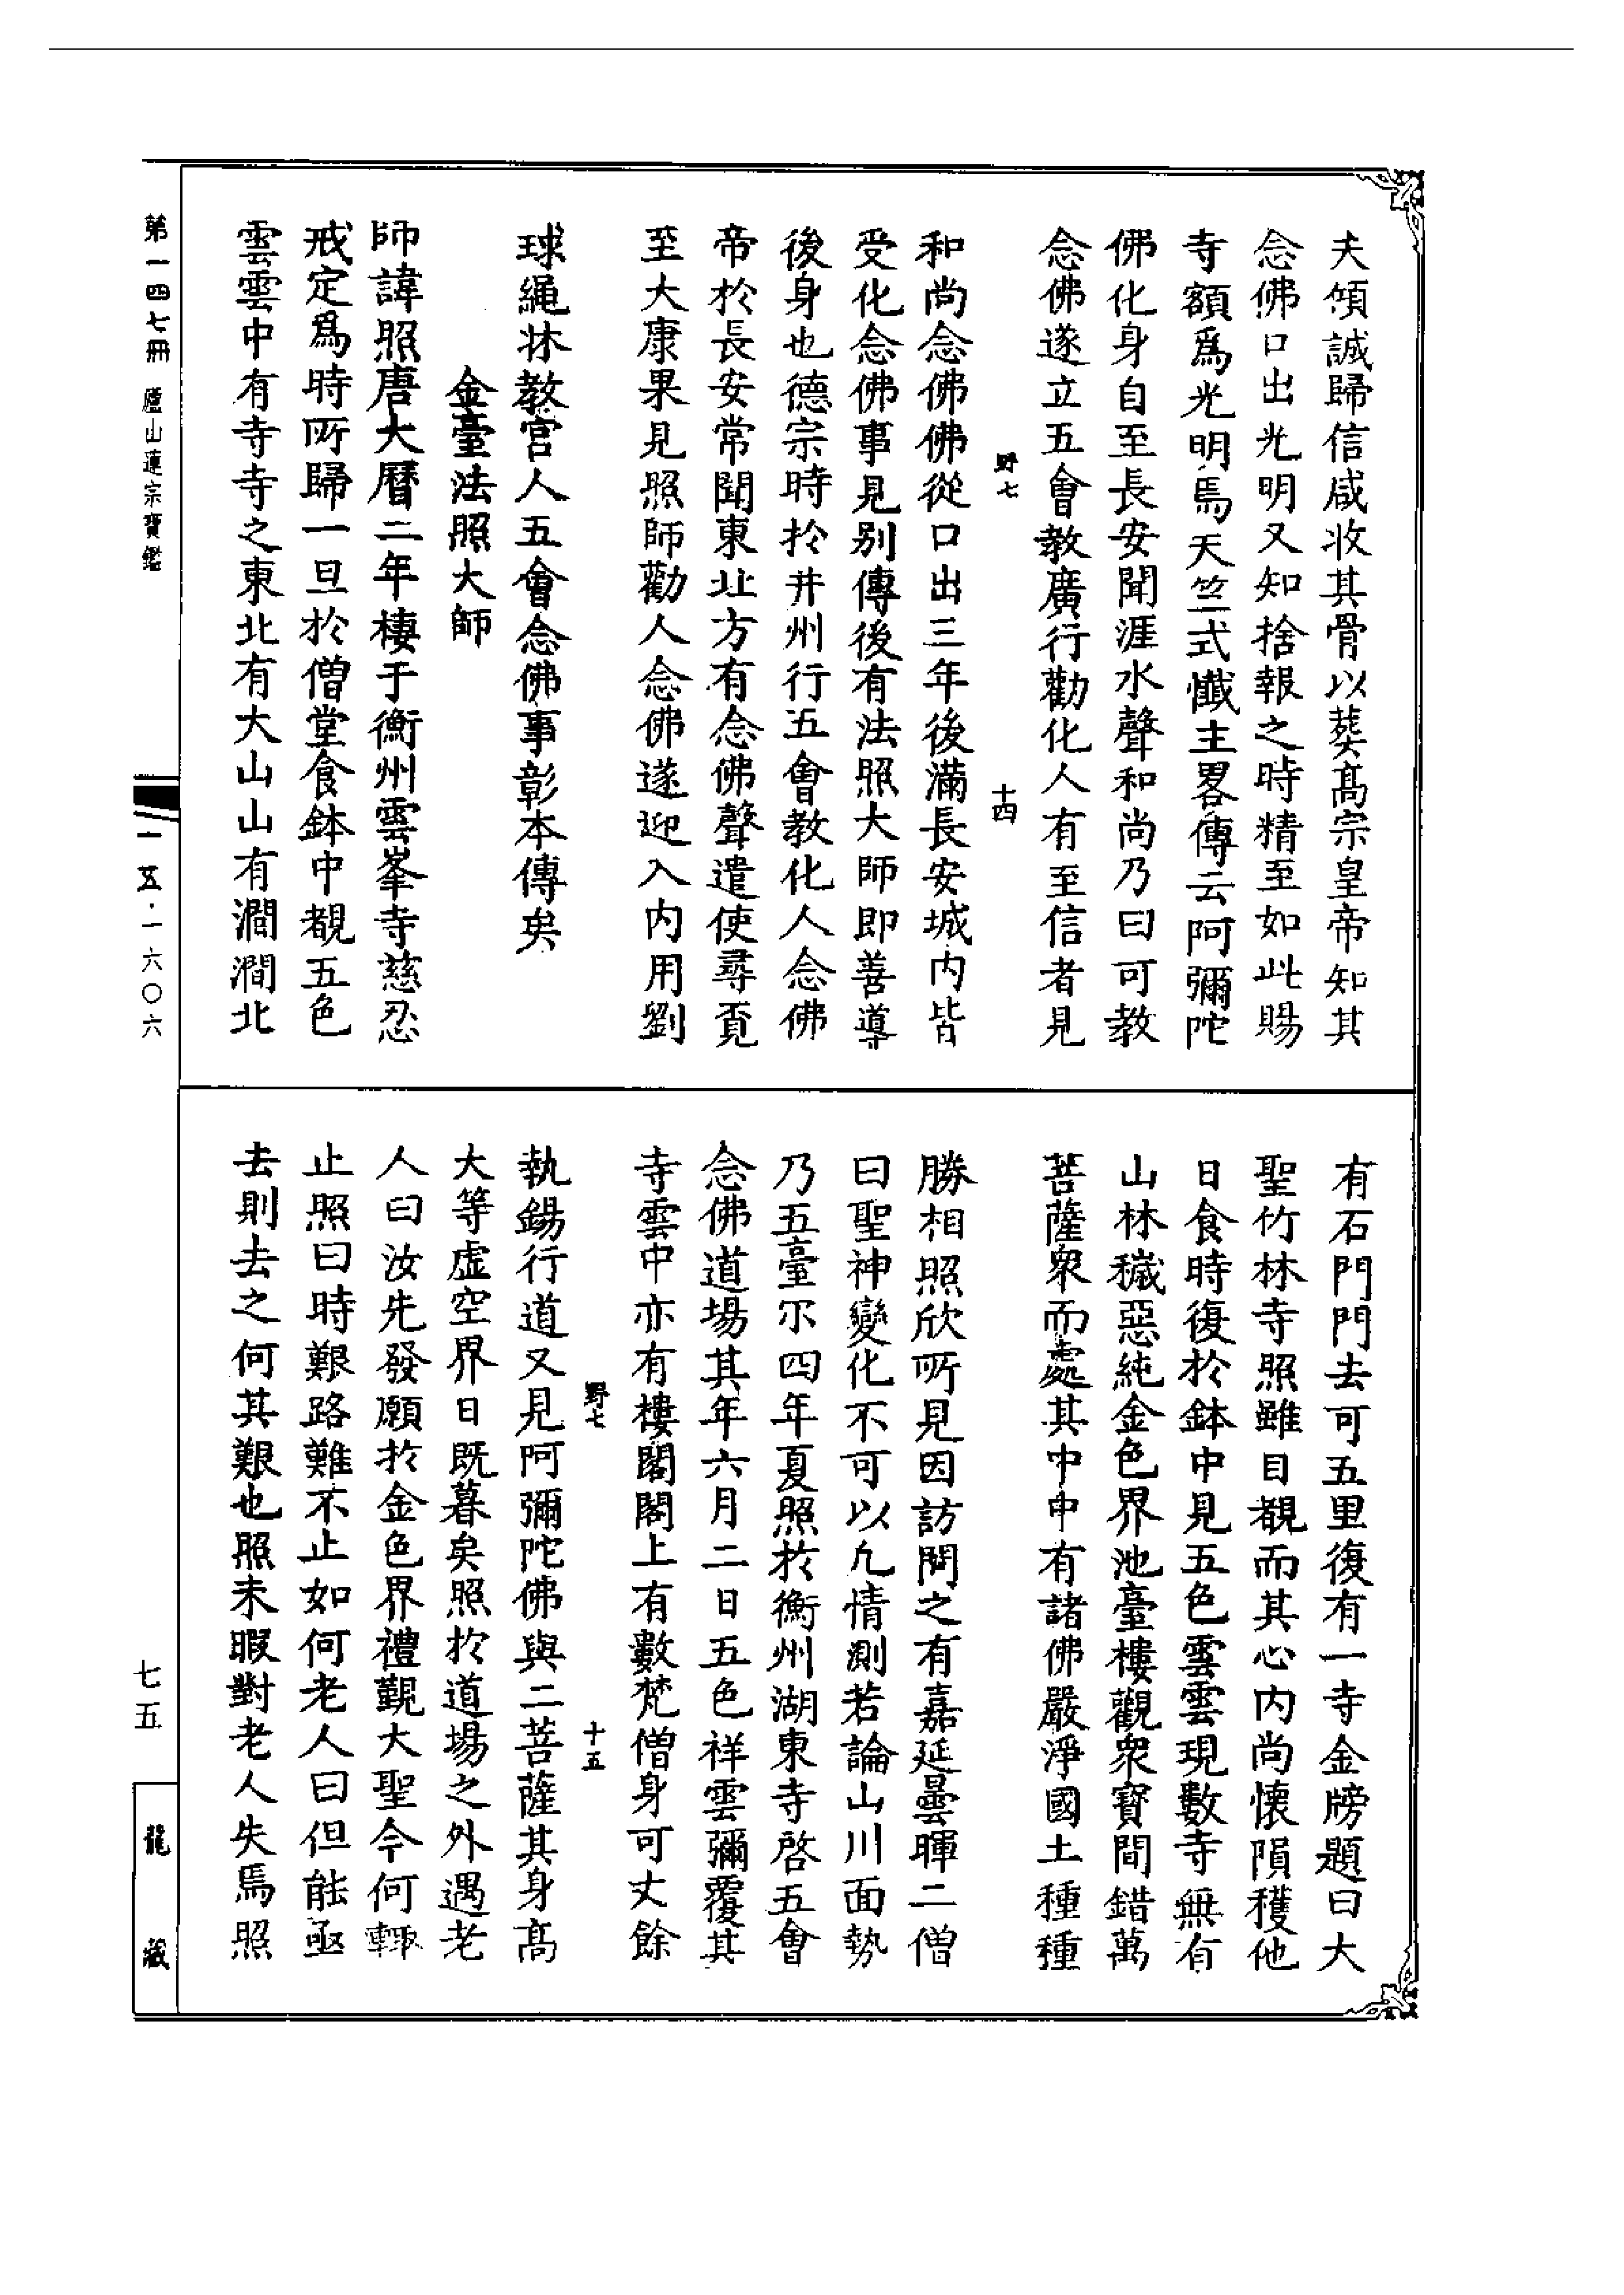 夫傾誠歸信咸收其骨以葬高宗皇帝知其
念佛口出光明又知捨報之時精至如此賜
寺額爲光明焉天竺式懺主畧傳云阿彌陀
佛化身自至長安聞滻水聲和尚乃曰可教
念佛遂立五會教廣行勸化人有至信者見
野七 十四
和尚念佛佛從口出三年後滿長安城内皆
受化念佛事見别傳後有法照大師即善導
後身也德宗時於并州行五會教化人念佛
帝於長安常聞東北方有念佛聲遣使尋覔
至大康果見照師勸人念佛遂迎入内用劉
球繩牀教宫人五會念佛事彰本傳矣
金臺法照大師
師諱照唐大曆二年棲于衡州雲峯寺慈忍
戒定爲時所歸一旦於僧堂食鉢中覩五色
雲雲中有寺寺之東北有大山山有澗澗北
有石門門去可五里復有一寺金牓題曰大
聖竹林寺照雖目覩而其心内尚懷隕穫他
日食時復於鉢中見五色雲雲現數寺無有
山林穢惡純金色界池臺樓觀衆寶間錯萬
菩薩衆而處其中中有諸佛嚴淨國土種種
勝相照欣所見因訪問之有嘉延曇暉二僧
曰聖神變化不可以凡情測若論山川面勢
乃五臺尔四年夏照於衡州湖東寺啓五會
念佛道場其年六月二日五色祥雲彌覆其
寺雲中亦有樓閣閣上有數梵僧身可丈餘
野七 十五
執錫行道又見阿彌陀佛與二菩薩其身高
大等虚空界日既暮矣照於道場之外遇老
人曰汝先發願於金色界禮覲大聖今何輙
止照曰時艱路難不止如何老人曰但能亟
去則去之何其艱也照未暇對老人失焉照
第一四七冊 廬山蓮宗寶鑑
一五·一六〇六
七五
龍藏